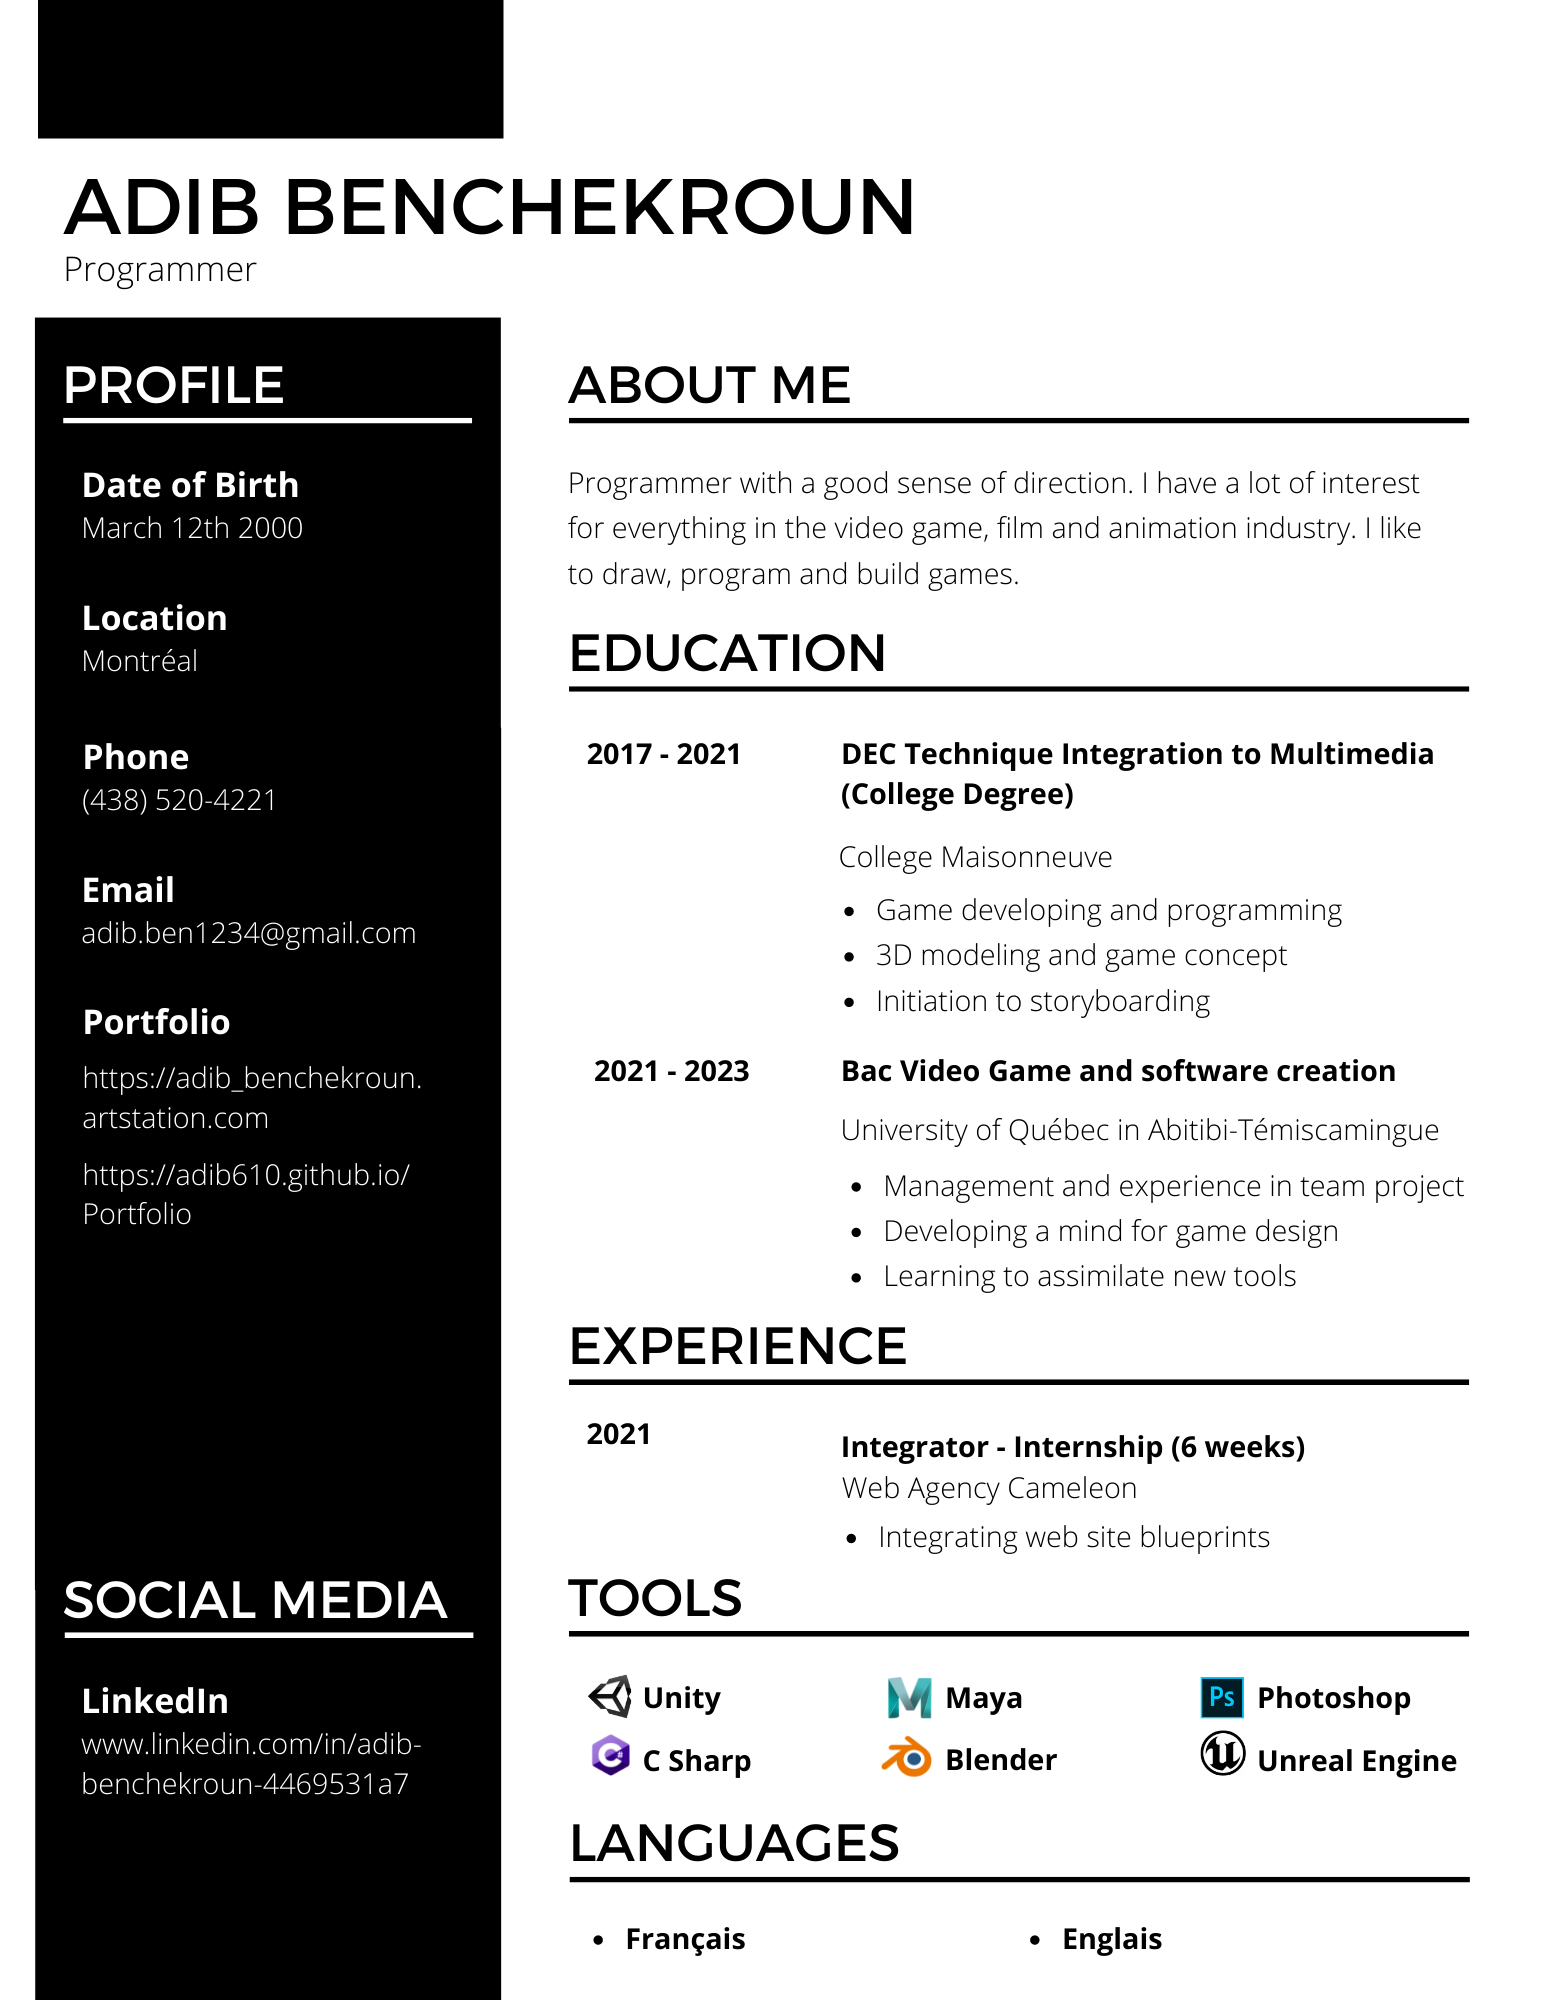 ADIB BENCHEKROUN
Programmer
PROFILE
Date of Birth
March 12th 2000
Location
Montréal
Phone
(438) 520-4221
Email
adib.ben1234@gmail.com
Portfolio
https://adib_benchekroun.
artstation.com
https://adib610.github.io/
Portfolio
SOCIAL MEDIA
LinkedIn
www.linkedin.com/in/adib-
benchekroun-4469531a7
ABOUT ME
Programmer with a good sense of direction. I have a lot of interest
for everything in the video game, film and animation industry. I like
to draw, program and build games.
EDUCATION
2017 - 2021
DEC Technique Integration to Multimedia
(College Degree)
College Maisonneuve
• Game developing and programming
• 3D modeling and game concept
• Initiation to storyboarding
2021 - 2023
Bac Video Game and software creation
University of Québec in Abitibi-Témiscamingue
• Management and experience in team project
• Developing a mind for game design
• Learning to assimilate new tools
EXPERIENCE
2021
Integrator - Internship (6 weeks)
Web Agency Cameleon
• Integrating web site blueprints
TOOLS
Unity
Maya
Ps Photoshop
C# C Sharp
Blender
Unreal Engine
LANGUAGES
• Français
• Englais